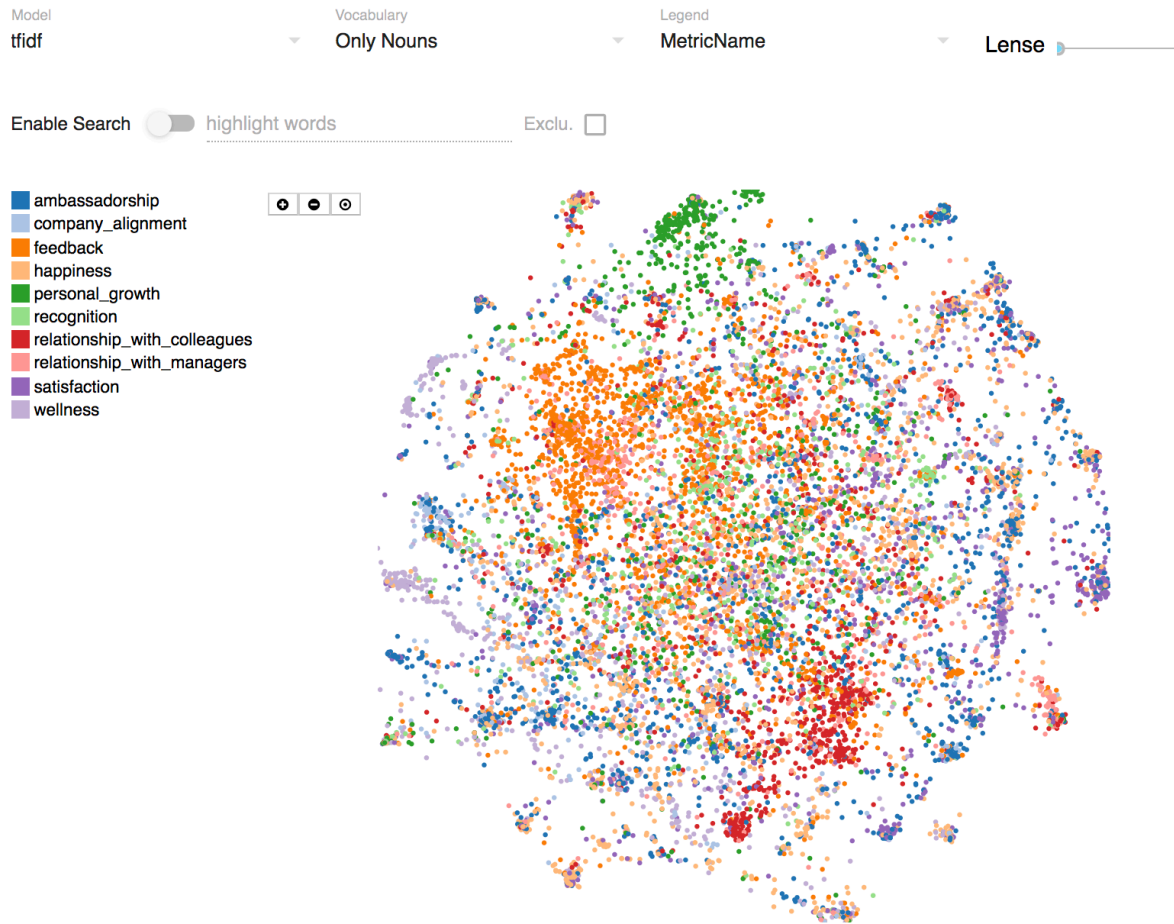 Model
tfidf
Vocabulary
Only Nouns
Legend
MetricName
Lense
Enable Search
highlight words
Exclu.
ambassadorship
company_alignment
feedback
happiness
personal_growth
recognition
relationship_with_colleagues
relationship_with_managers
satisfaction
wellness